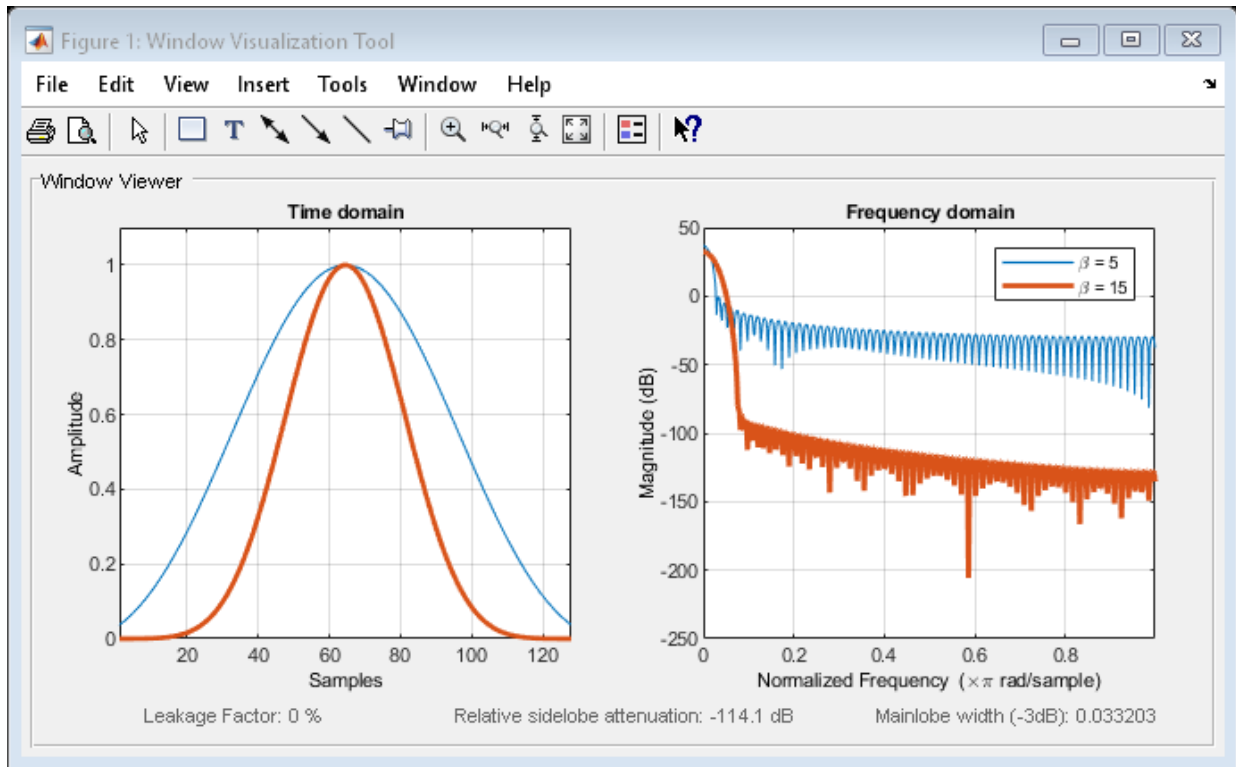 Figure 1: Window Visualization Tool
File Edit View Insert Tools Window Help
Window Viewer
Time domain
1
0.8
0.6
0.4
0.2
0
Amplitude
20 40 60 80 100 120
Samples
Frequency domain
50
0
-50
-100
-150
-200
-250
Magnitude (dB)
β = 5
β = 15
0 0.2 0.4 0.6 0.8
Normalized Frequency (×π rad/sample)
Leakage Factor: 0 % Relative sidelobe attenuation: -114.1 dB Mainlobe width (-3dB): 0.033203